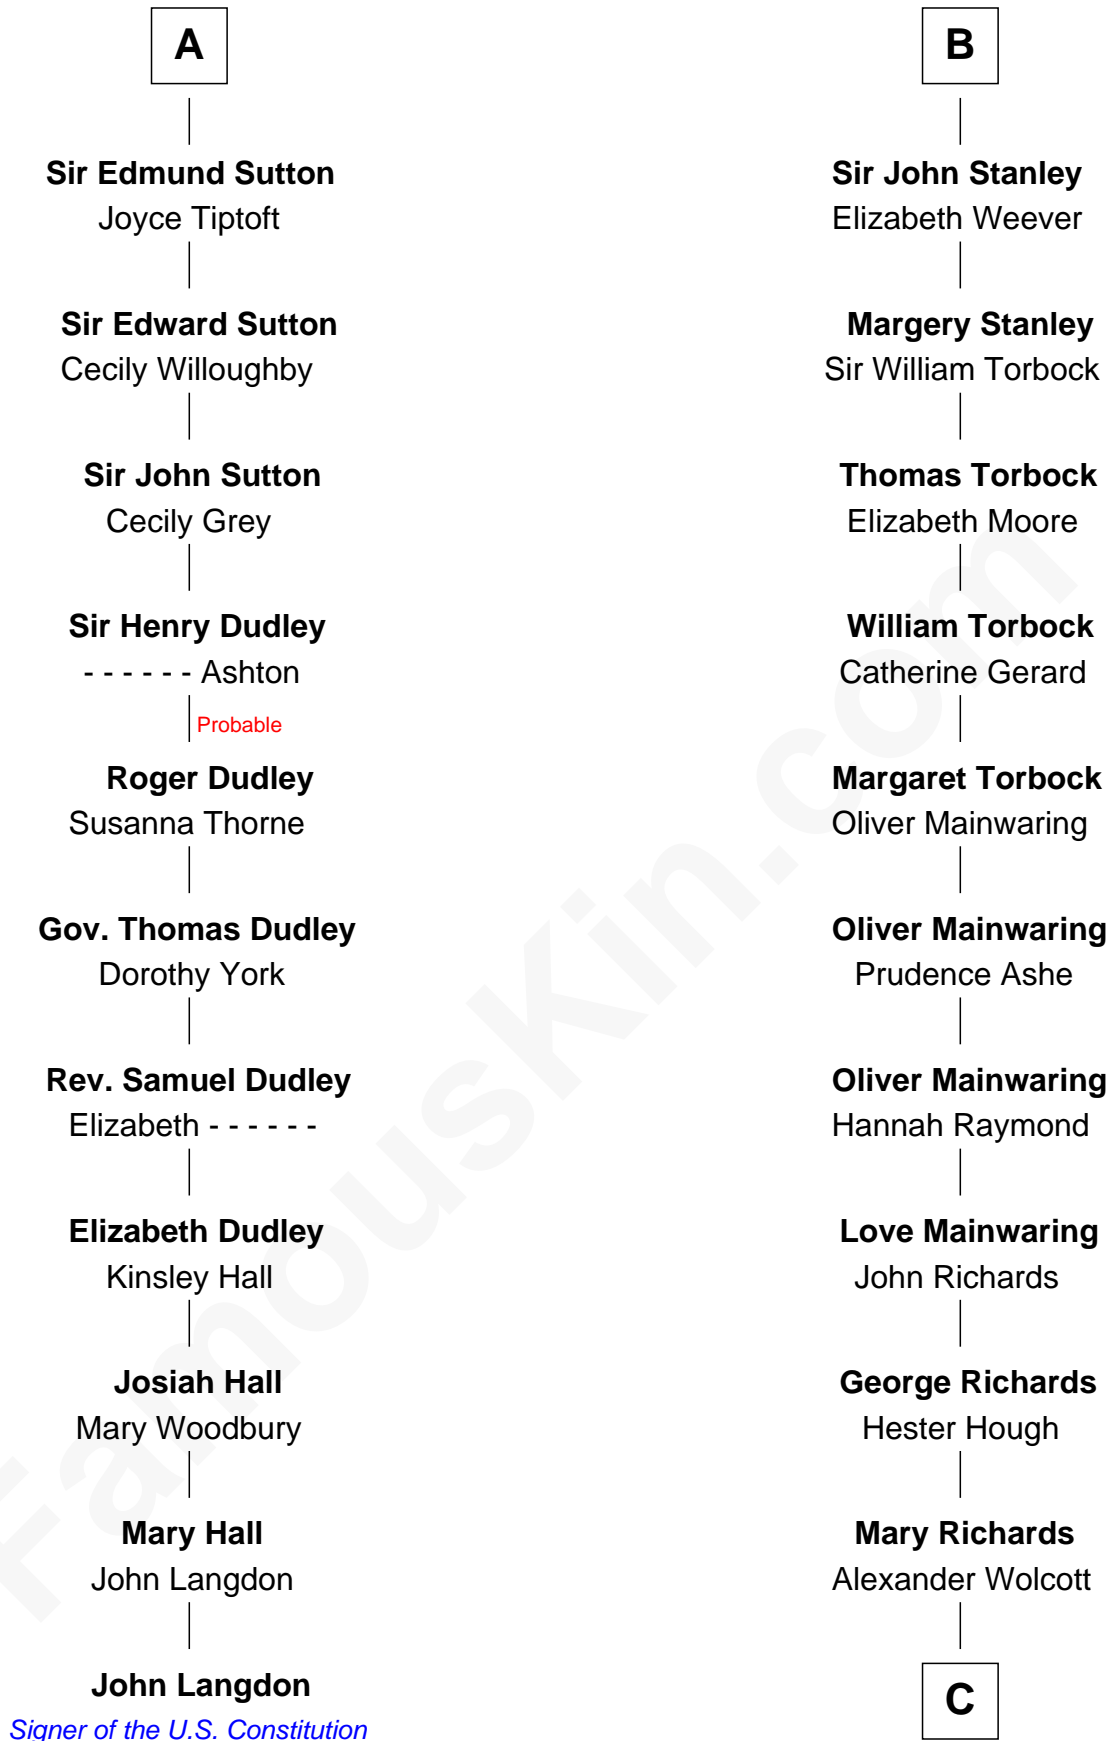 A
Sir Edmund Sutton
Joyce Tiptoft
Sir Edward Sutton
Cecily Willoughby
Sir John Sutton
Cecily Grey
Sir Henry Dudley
- - - - - - Ashton
Probable
Roger Dudley
Susanna Thorne
Gov. Thomas Dudley
Dorothy York
Rev. Samuel Dudley
Elizabeth - - - - - -
Elizabeth Dudley
Kinsley Hall
Josiah Hall
Mary Woodbury
Mary Hall
John Langdon
John Langdon
Signer of the U.S. Constitution
B
Sir John Stanley
Elizabeth Weever
Margery Stanley
Sir William Torbock
Thomas Torbock
Elizabeth Moore
William Torbock
Catherine Gerard
Margaret Torbock
Oliver Mainwaring
Oliver Mainwaring
Prudence Ashe
Oliver Mainwaring
Hannah Raymond
Love Mainwaring
John Richards
George Richards
Hester Hough
Mary Richards
Alexander Wolcott
C
FamousKin.com